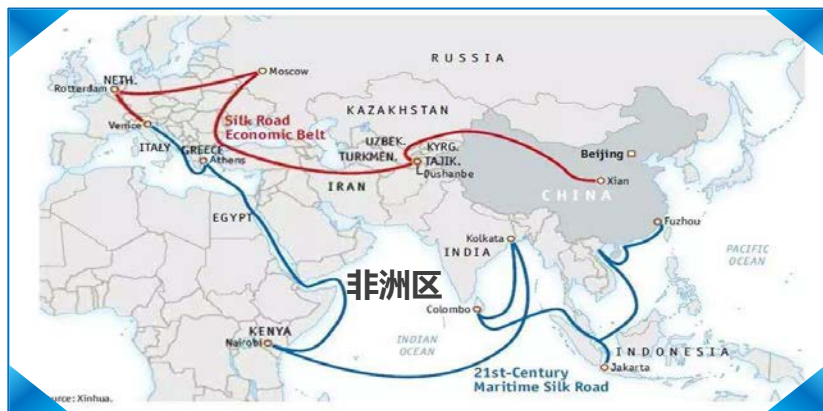 RUSSIA
NETH.
Rotterdam
Moscow
Silk Road
Economic Belt
KAZAKHSTAN
Venice
ITALY
GREECE
Athens
UZBEK.
TURKMEN.
KYRG.
TAJIK.
Dushanbe
Beijing
Xian
CHINA
IRAN
EGYPT
Fuzhou
Kolkata
INDIA
PACIFIC
OCEAN
非洲区
Colombo
KENYA
Nairobi
INDIAN
OCEAN
INDONESIA
Jakarta
21st-Century
Maritime Silk Road
urce: Xinhua.